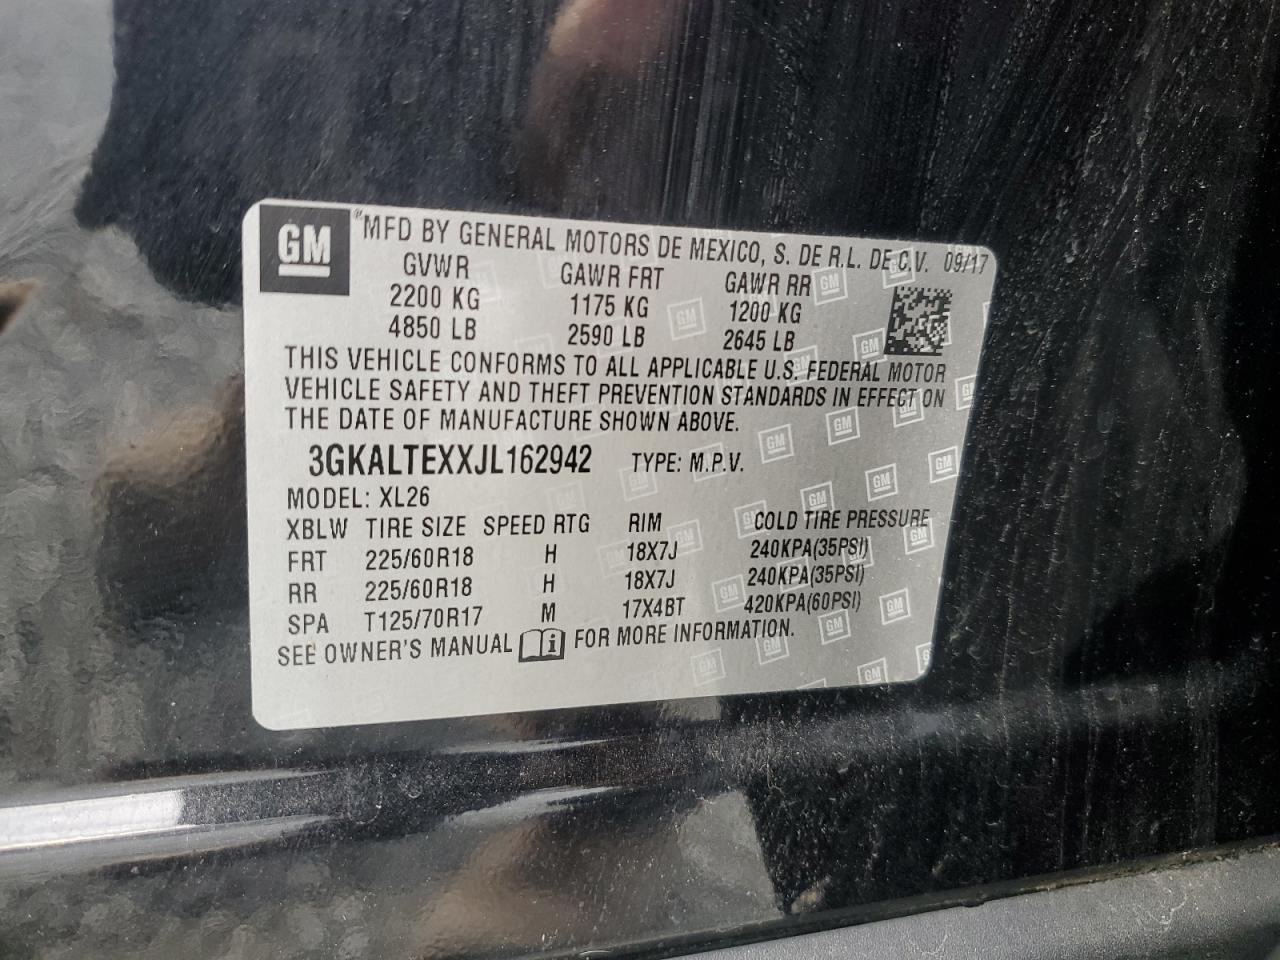 GM
®MFD BY GENERAL MOTORS DE MEXICO, S. DE R.L. DE C.V. 09/17
GVWR GAWR FRT GAWR RR
2200 KG 1175 KG 1200 KG
4850 LB 2590 LB 2645 LB
THIS VEHICLE CONFORMS TO ALL APPLICABLE U.S. FEDERAL MOTOR
VEHICLE SAFETY AND THEFT PREVENTION STANDARDS IN EFFECT ON
THE DATE OF MANUFACTURE SHOWN ABOVE.
3GKALTEXXJL162942 TYPE: M.P.V.
MODEL: XL26
XBLW TIRE SIZE SPEED RTG RIM COLD TIRE PRESSURE
FRT 225/60R18 H 18X7J 240KPA(35PSI)
RR 225/60R18 H 18X7J 240KPA(35PSI)
SPA T125/70R17 M 17X4BT 420KPA(60PSI)
SEE OWNER'S MANUAL i FOR MORE INFORMATION.